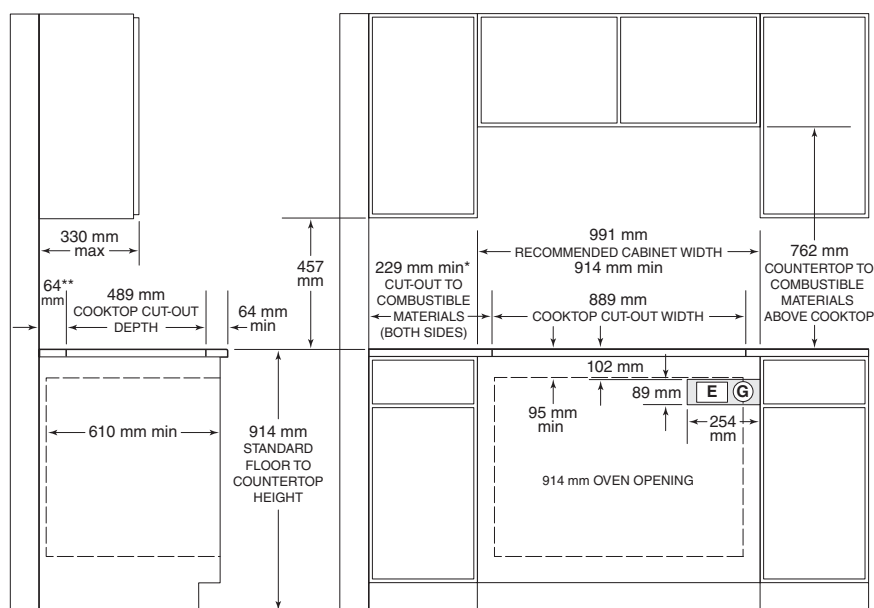 330 mm
max
64**
mm
489 mm
COOKTOP CUT-OUT
DEPTH
64 mm
min
457
mm
610 mm min
914 mm
STANDARD
FLOOR TO
COUNTERTOP
HEIGHT
991 mm
RECOMMENDED CABINET WIDTH
914 mm min
229 mm min*
CUT-OUT TO
COMBUSTIBLE
MATERIALS
(BOTH SIDES)
889 mm
COOKTOP CUT-OUT WIDTH
762 mm
COUNTERTOP TO
COMBUSTIBLE
MATERIALS
ABOVE COOKTOP
102 mm
89 mm
E G
95 mm
min
254
mm
914 mm OVEN OPENING